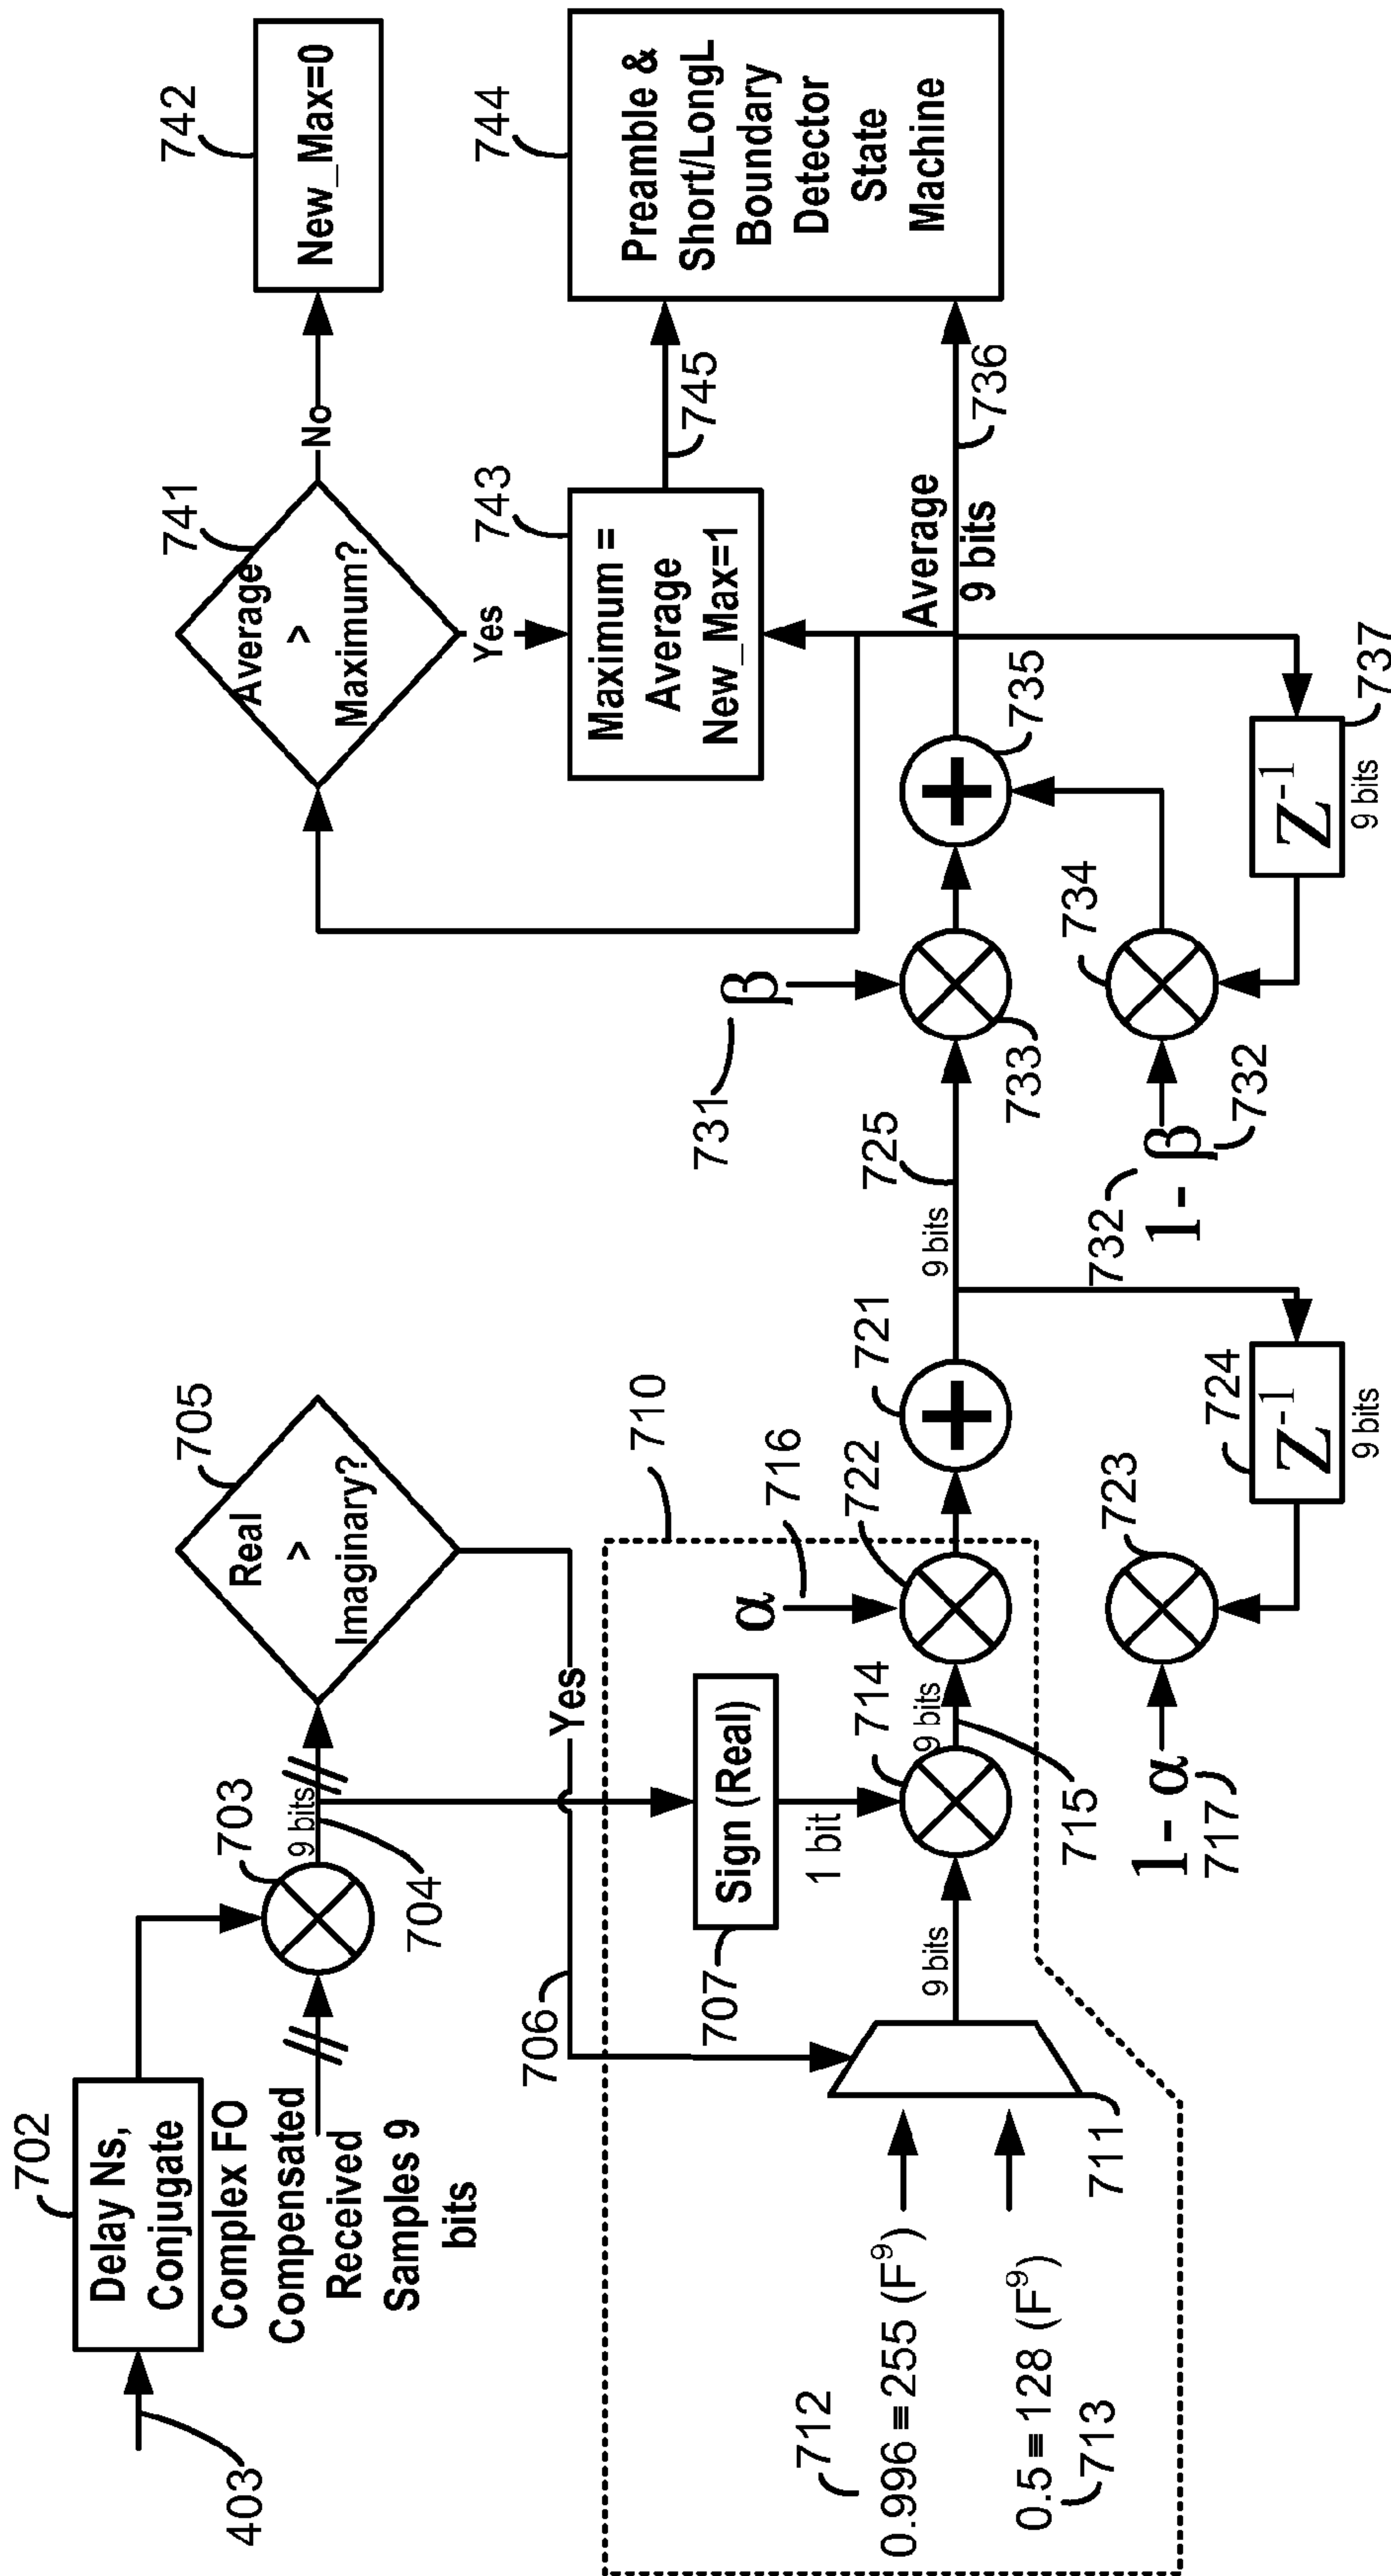 403
702
Delay Ns,
Conjugate
Complex FO
Compensated
Received
Samples 9
bits
703
9 bits
704
705
Real
>
Imaginary?
Yes
706
710
707
Sign (Real)
1 bit
712
0.996 ≡ 255 (F⁹)
0.5 ≡ 128 (F⁹)
713
711
9 bits
714
9 bits
715
α
716
722
721
1- α
717
723
724
Z⁻¹
9 bits
9 bits
725
732
1- β
732
731
β
733
734
735
Z⁻¹
9 bits
737
Average
9 bits
736
741
Average
>
Maximum?
No
Yes
742
New_Max=0
743
Maximum =
Average
New_Max=1
745
744
Preamble &
Short/LongL
Boundary
Detector
State
Machine